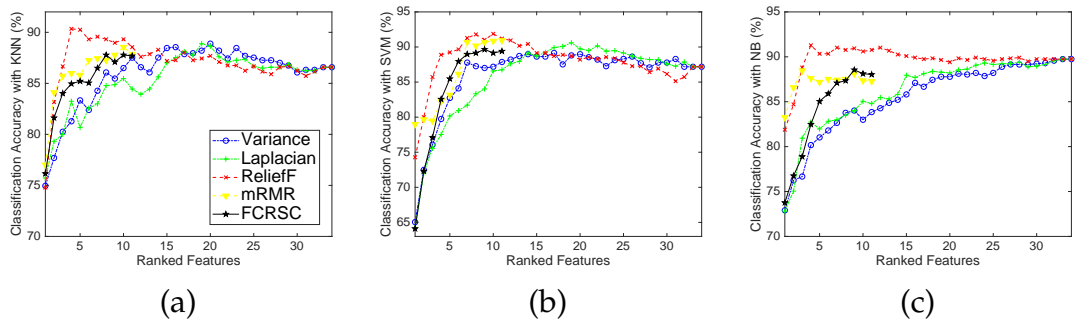 Classification Accuracy with KNN (%)
90
85
80
75
70
5 10 15 20 25 30
Ranked Features
Variance
Laplacian
ReliefF
mRMR
FCRSC
(a)
Classification Accuracy with SVM (%)
95
90
85
80
75
70
65
5 10 15 20 25 30
Ranked Features
(b)
Classification Accuracy with NB (%)
95
90
85
80
75
70
5 10 15 20 25 30
Ranked Features
(c)